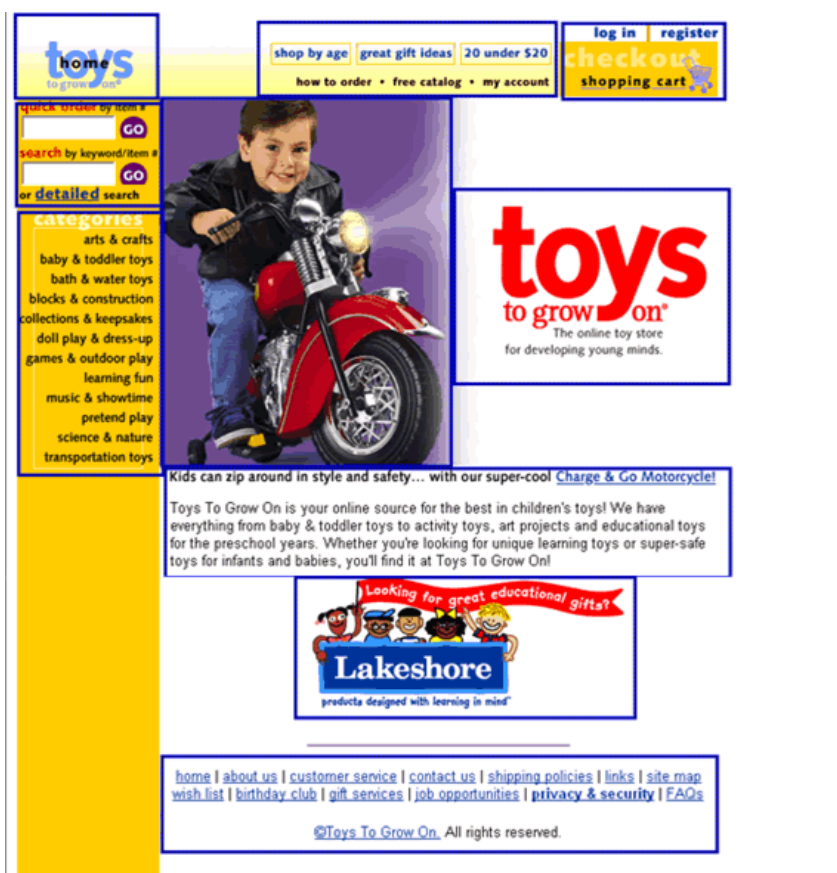 toys
home
to grow on®
shop by age great gift ideas 20 under $20
how to order • free catalog • my account
log in register
checkout
shopping cart
quick order by item #
GO
search by keyword/item #
GO
or detailed search
categories
arts & crafts
baby & toddler toys
bath & water toys
blocks & construction
collections & keepsakes
doll play & dress-up
games & outdoor play
learning fun
music & showtime
pretend play
science & nature
transportation toys
toys
to grow on®
The online toy store
for developing young minds.
Kids can zip around in style and safety... with our super-cool Charge & Go Motorcycle!
Toys To Grow On is your online source for the best in children's toys! We have
everything from baby & toddler toys to activity toys, art projects and educational toys
for the preschool years. Whether you're looking for unique learning toys or super-safe
toys for infants and babies, you'll find it at Toys To Grow On!
Looking for great educational gifts?
Lakeshore
products designed with learning in mind™
home | about us | customer service | contact us | shipping policies | links | site map
wish list | birthday club | gift services | job opportunities | privacy & security | FAQs
©Toys To Grow On. All rights reserved.